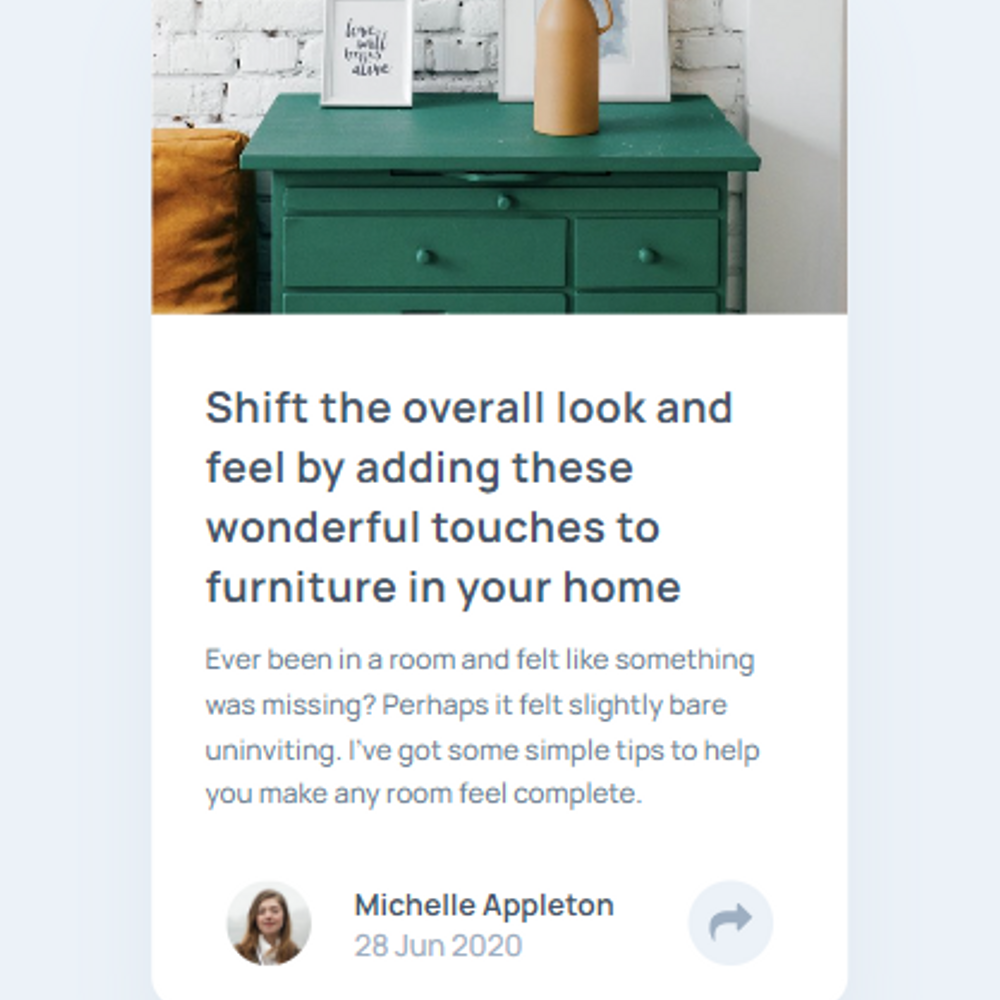 love
will
keep us
alive
Shift the overall look and
feel by adding these
wonderful touches to
furniture in your home
Ever been in a room and felt like something
was missing? Perhaps it felt slightly bare
uninviting. I've got some simple tips to help
you make any room feel complete.
Michelle Appleton
28 Jun 2020